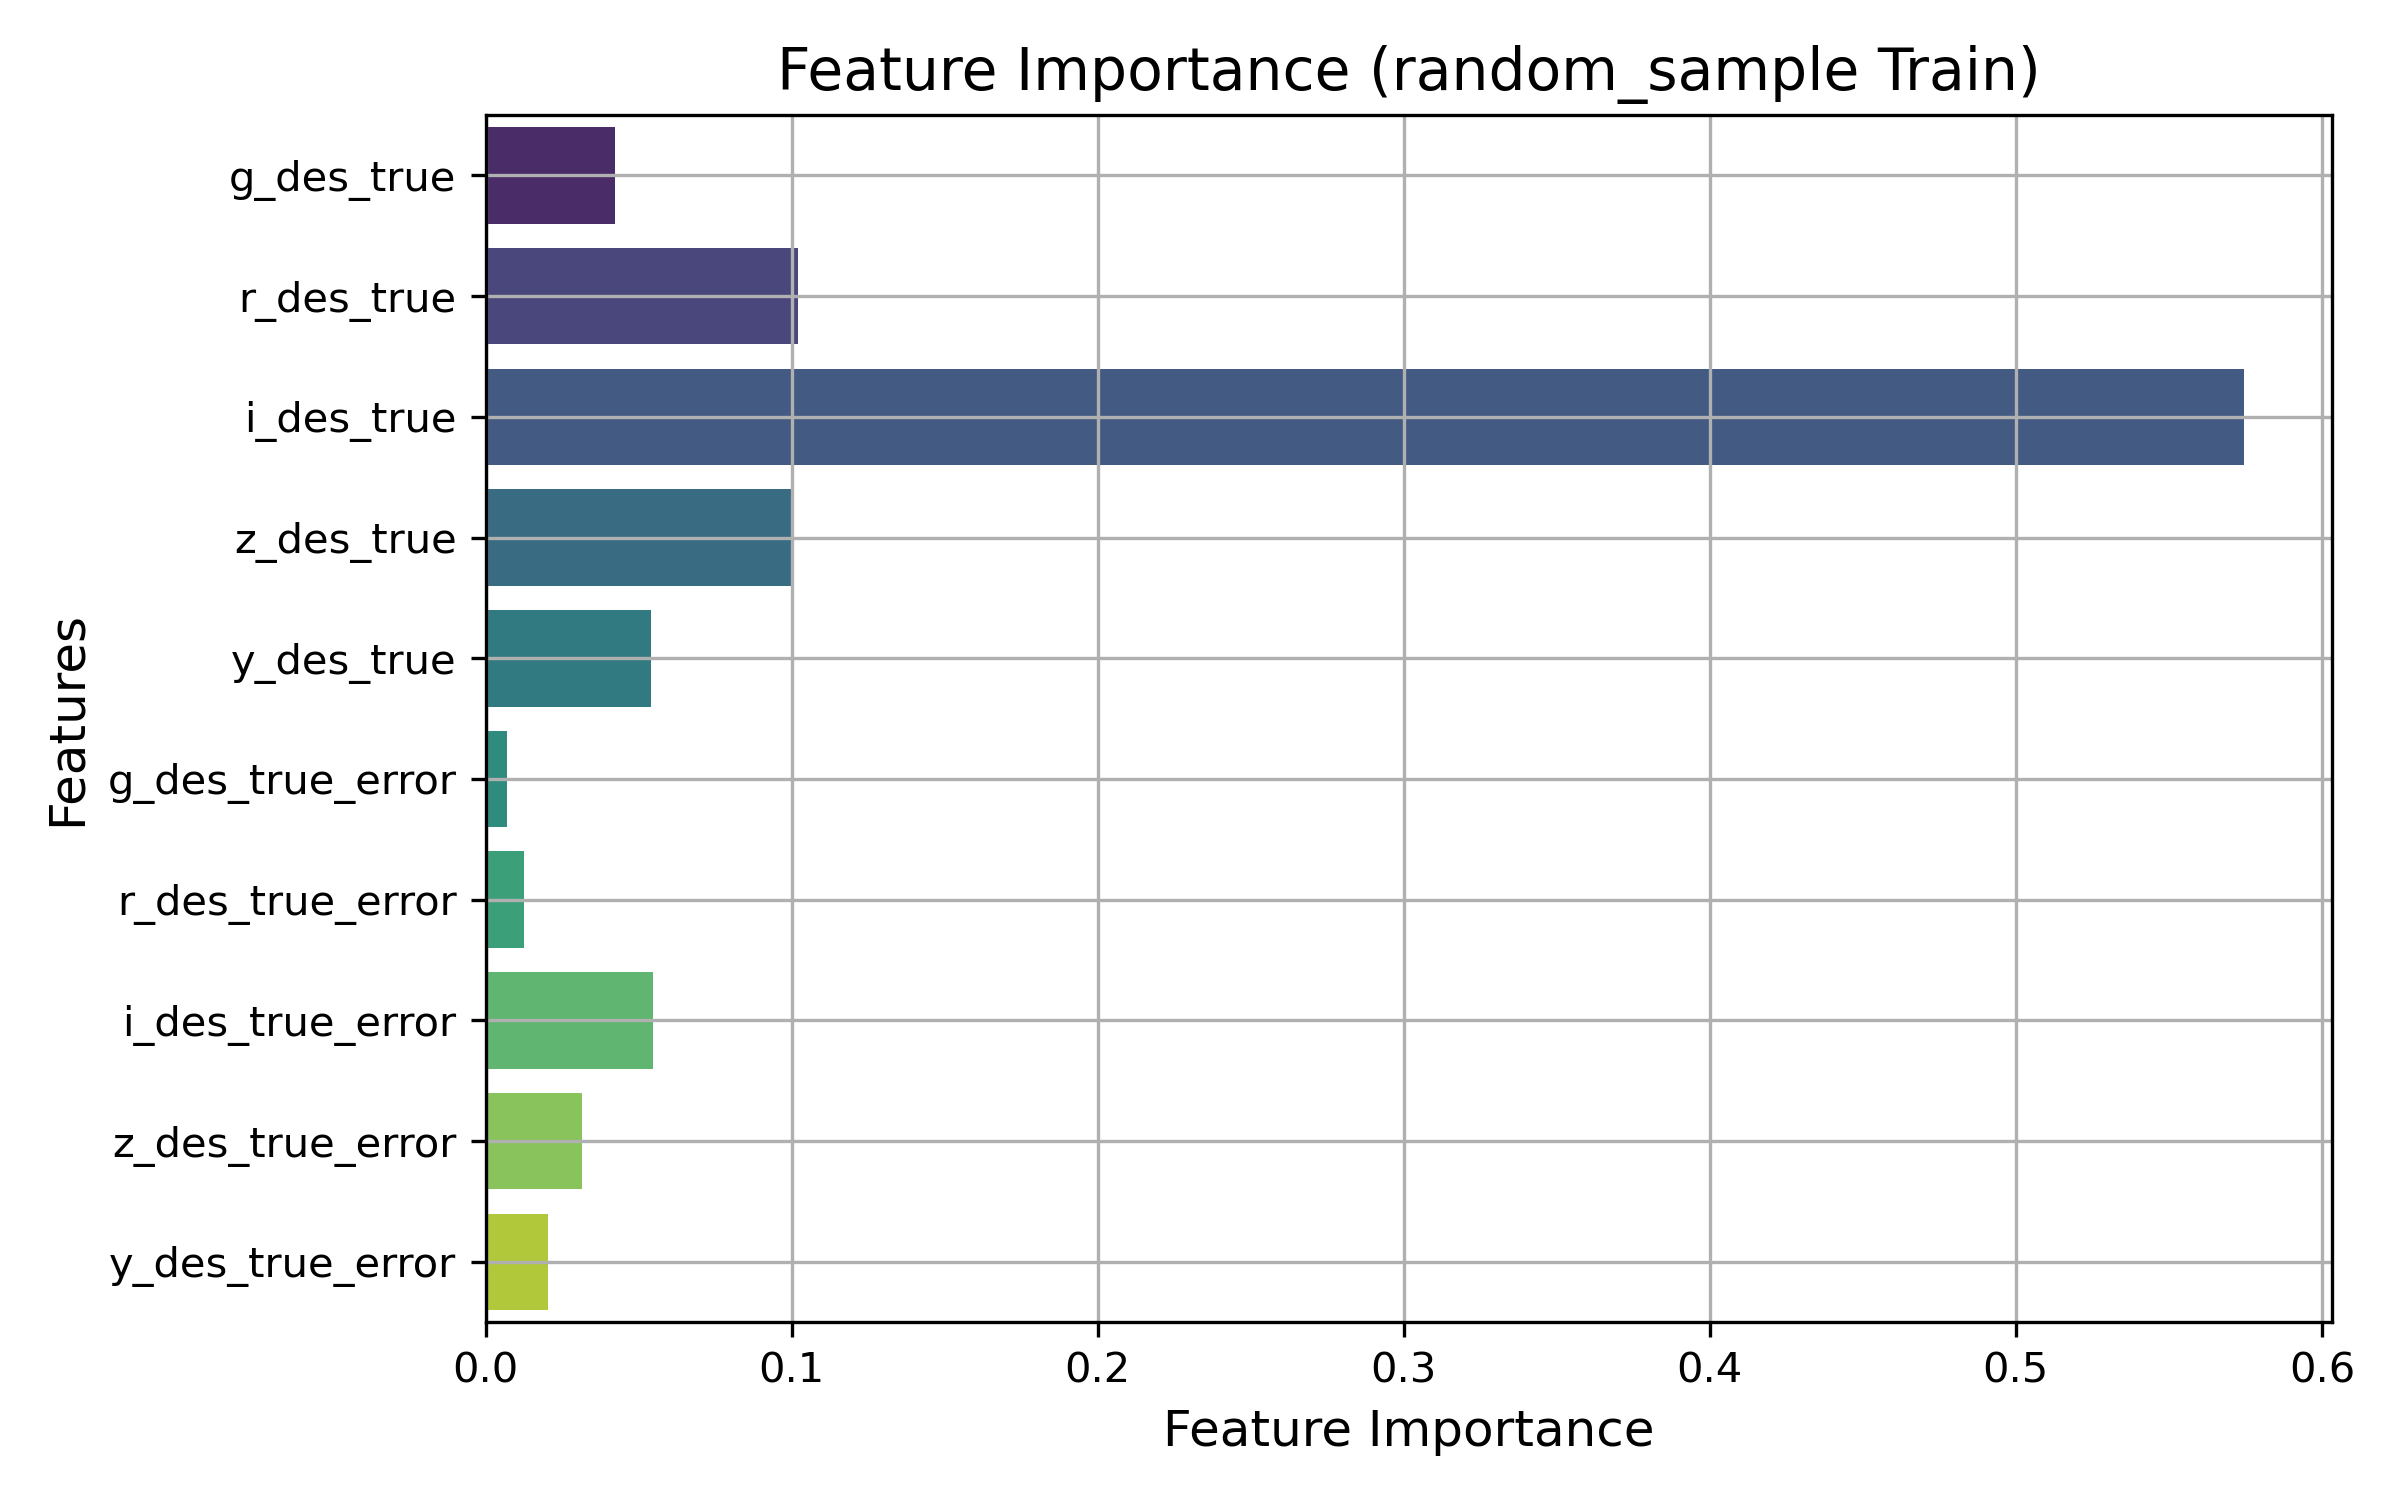 Feature Importance (random_sample Train)
g_des_true
r_des_true
i_des_true
z_des_true
y_des_true
g_des_true_error
r_des_true_error
i_des_true_error
z_des_true_error
y_des_true_error
Features
0.0 0.1 0.2 0.3 0.4 0.5 0.6
Feature Importance